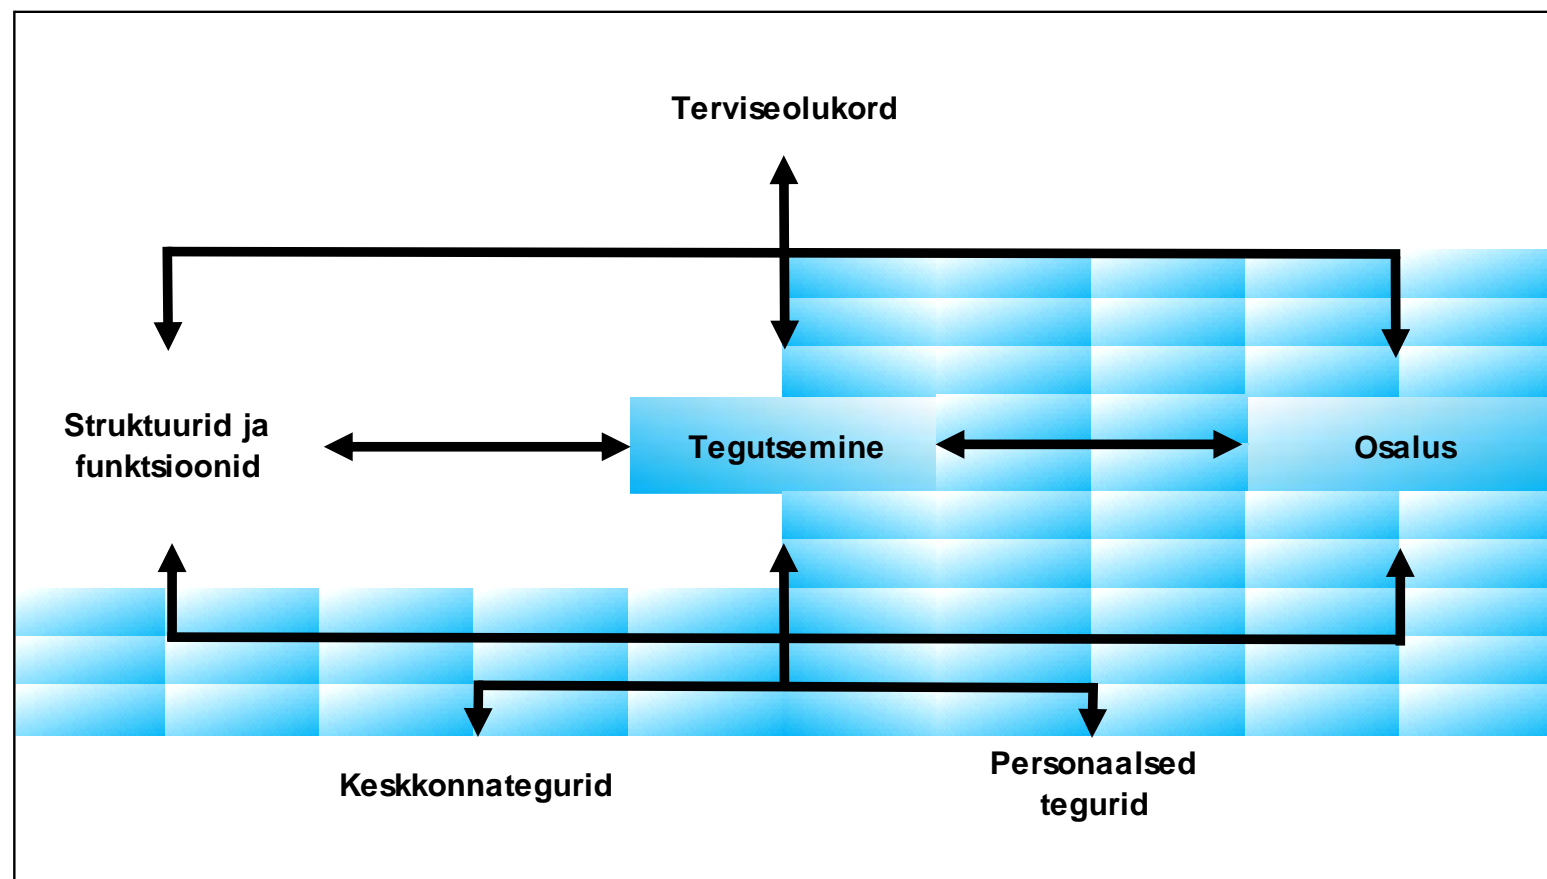 Terviseolukord
Struktuurid ja
funktsioonid
Tegutsemine
Osalus
Keskkonnategurid
Personaalsed
tegurid